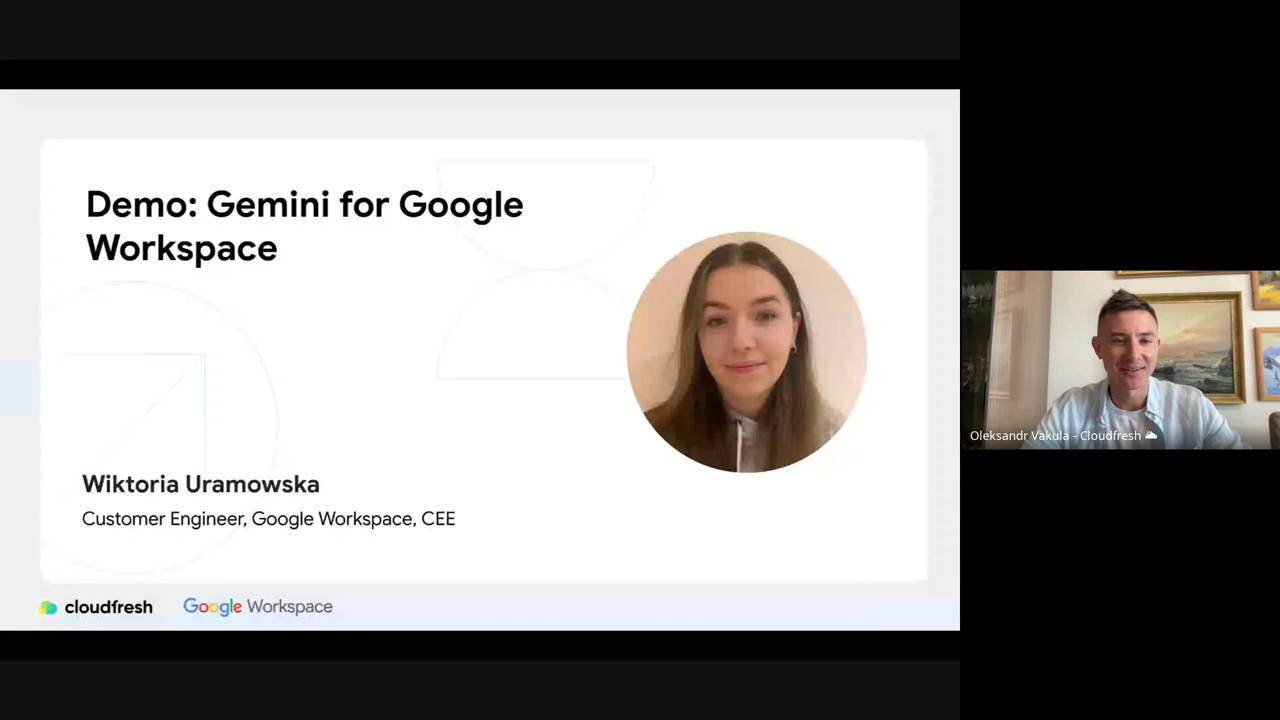 Demo: Gemini for Google
Workspace
Wiktoria Uramowska
Customer Engineer, Google Workspace, CEE
cloudfresh
Google Workspace
Oleksandr Vakula - Cloudfresh